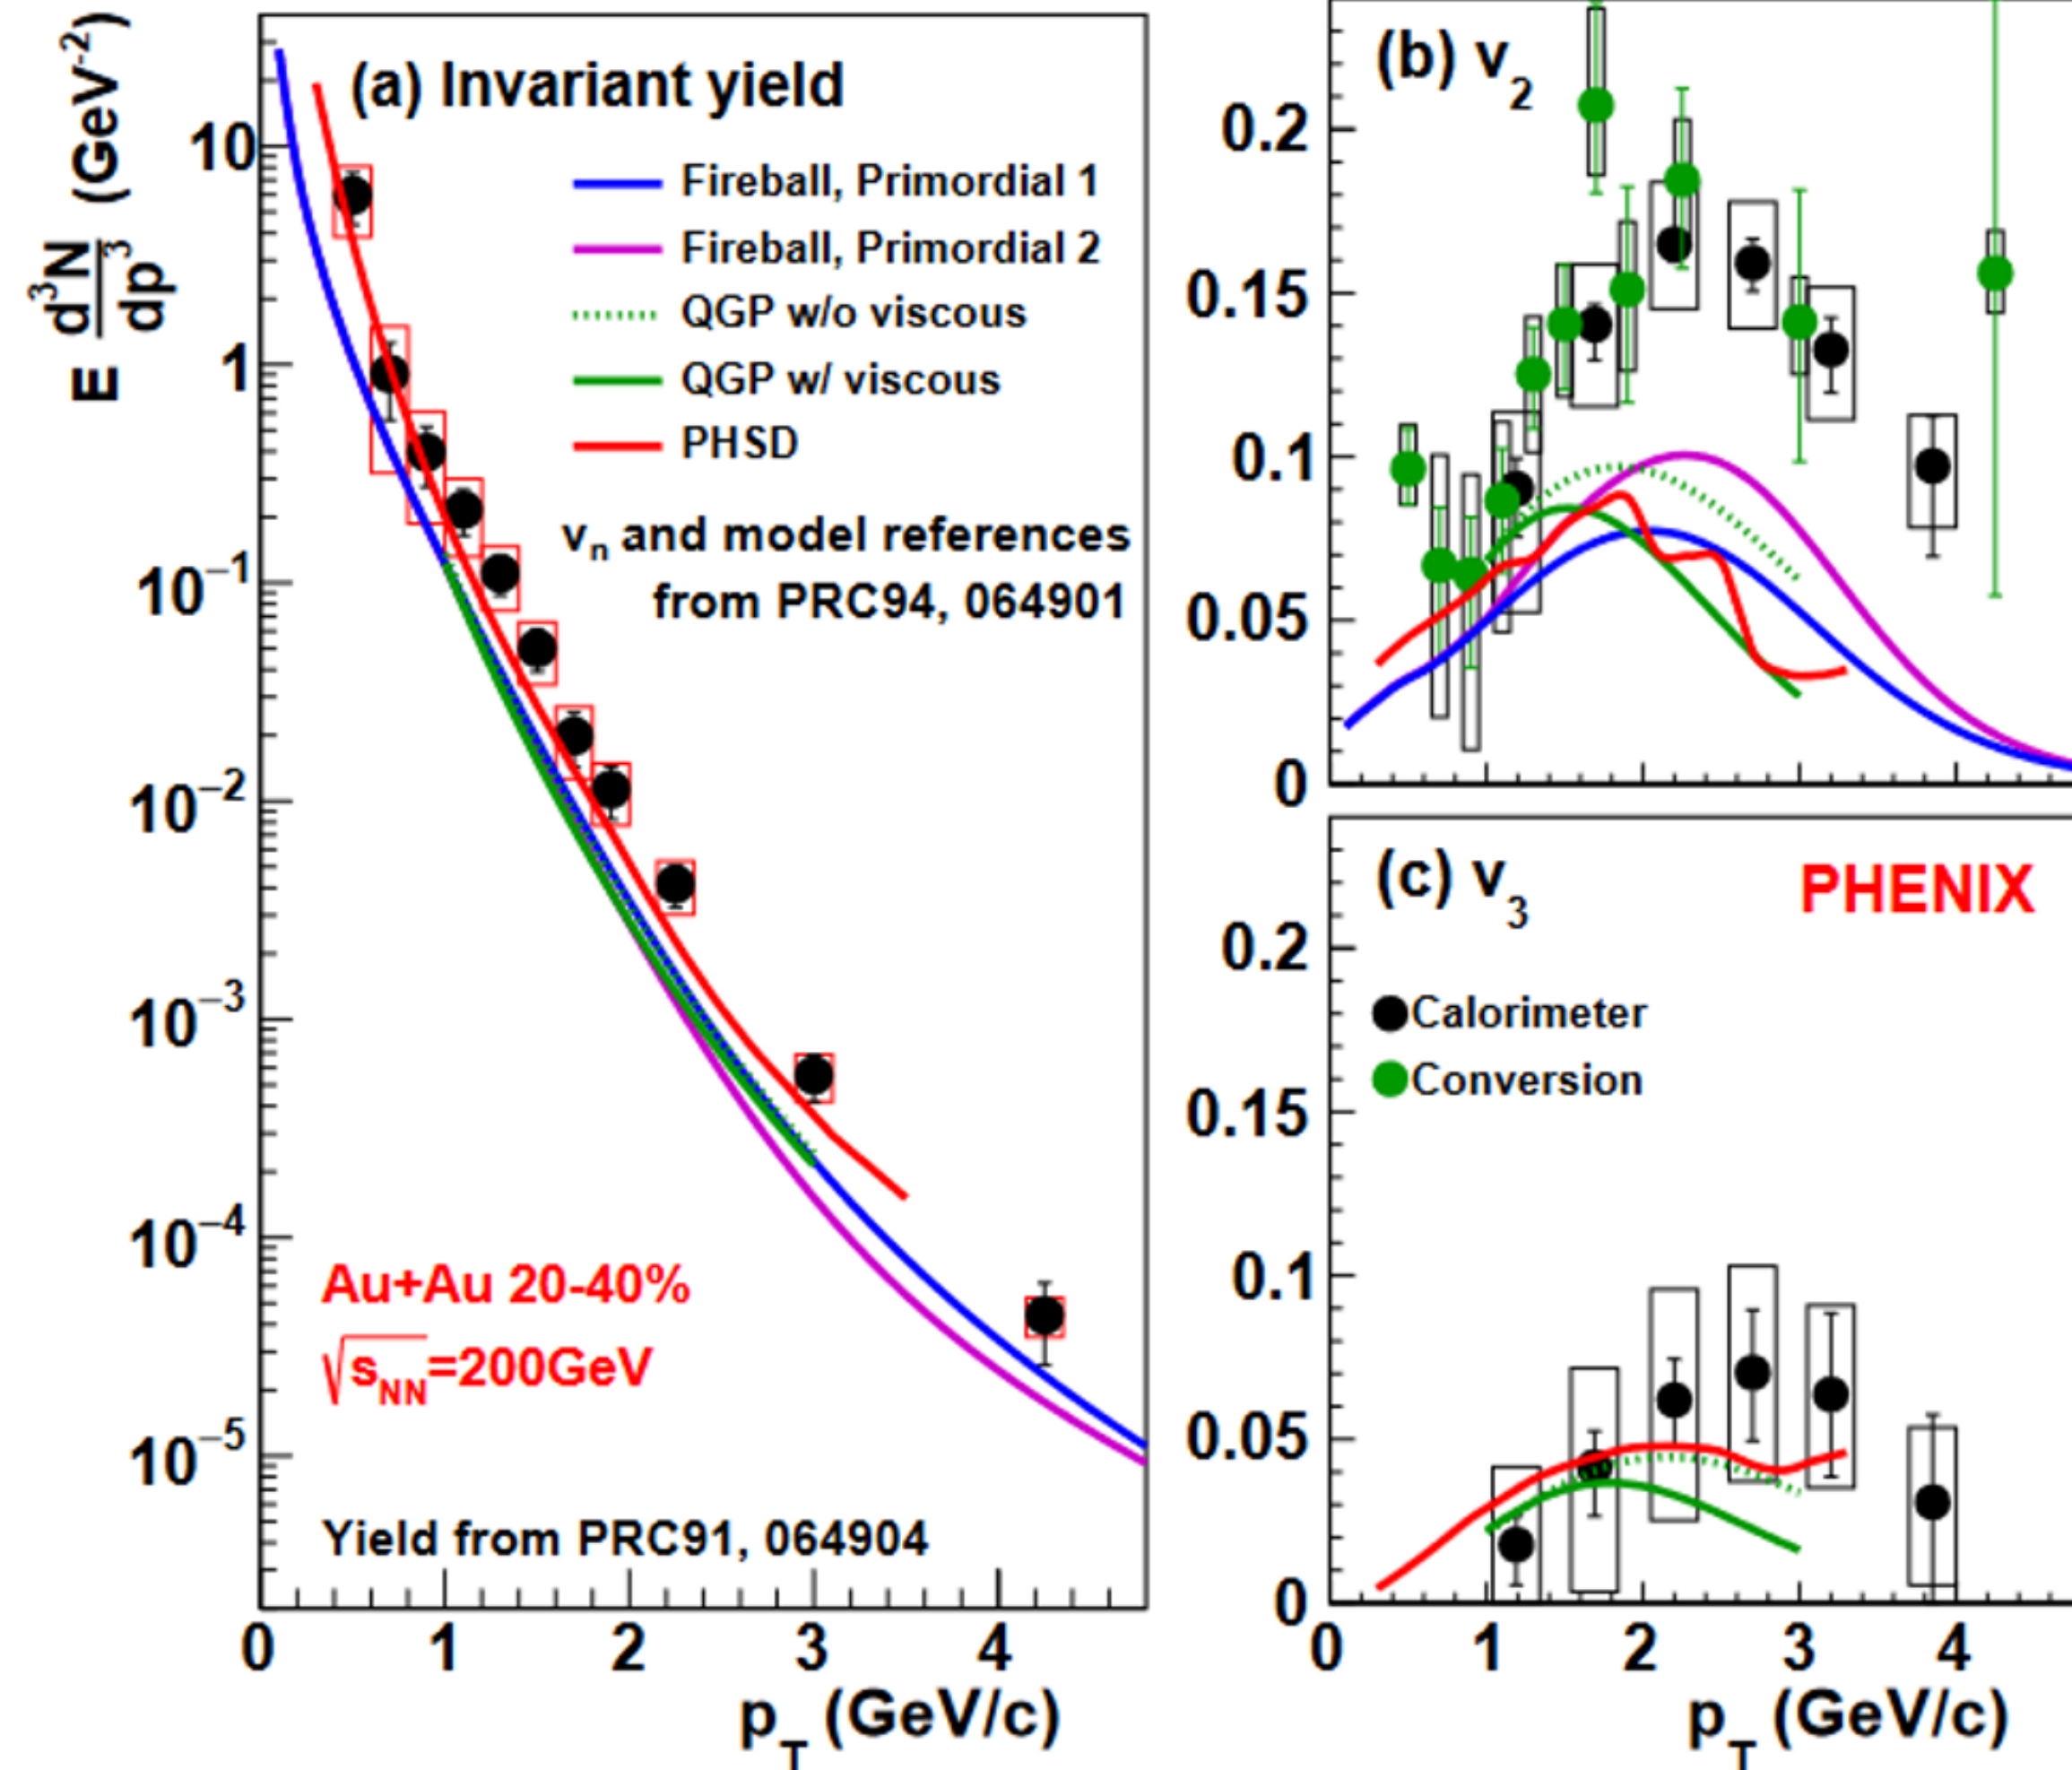 (a) Invariant yield
E d³N/dp³ (GeV⁻²)
Fireball, Primordial 1
Fireball, Primordial 2
QGP w/o viscous
QGP w/ viscous
PHSD
vₙ and model references
from PRC94, 064901
10
1
10⁻¹
10⁻²
10⁻³
10⁻⁴
10⁻⁵
Au+Au 20-40%
√s_NN=200GeV
Yield from PRC91, 064904
0 1 2 3 4
p_T (GeV/c)
(b) v₂
0.2
0.15
0.1
0.05
0
(c) v₃
PHENIX
0.2
Calorimeter
Conversion
0.15
0.1
0.05
0
0 1 2 3 4
p_T (GeV/c)